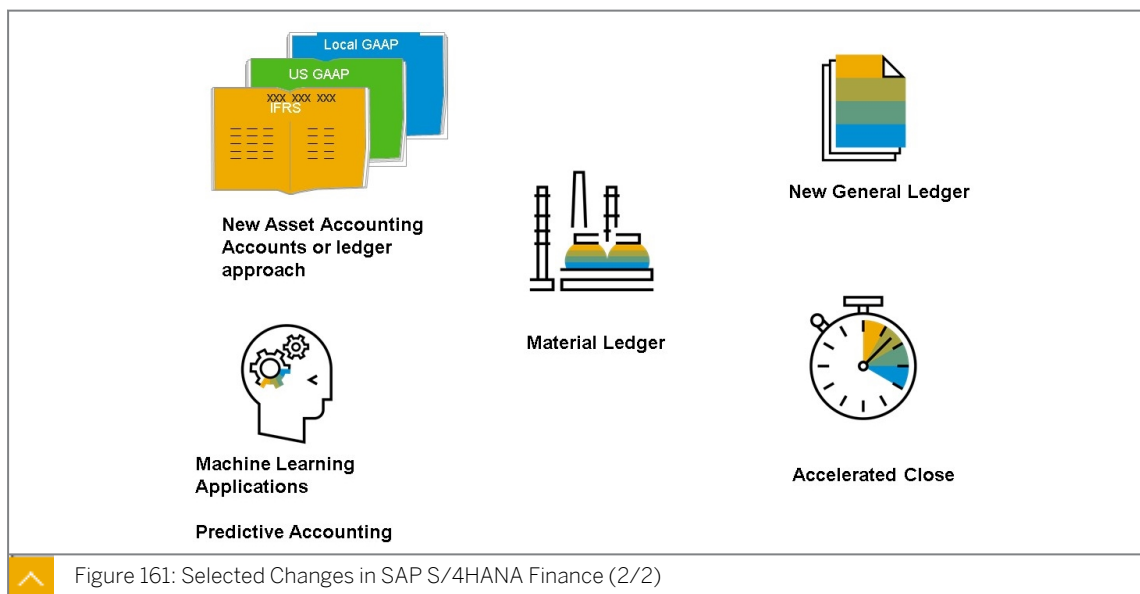 Local GAAP
US GAAP
XXX XXX XXX
IFRS
New Asset Accounting
Accounts or ledger
approach
New General Ledger
Material Ledger
Machine Learning
Applications
Predictive Accounting
Accelerated Close
Figure 161: Selected Changes in SAP S/4HANA Finance (2/2)